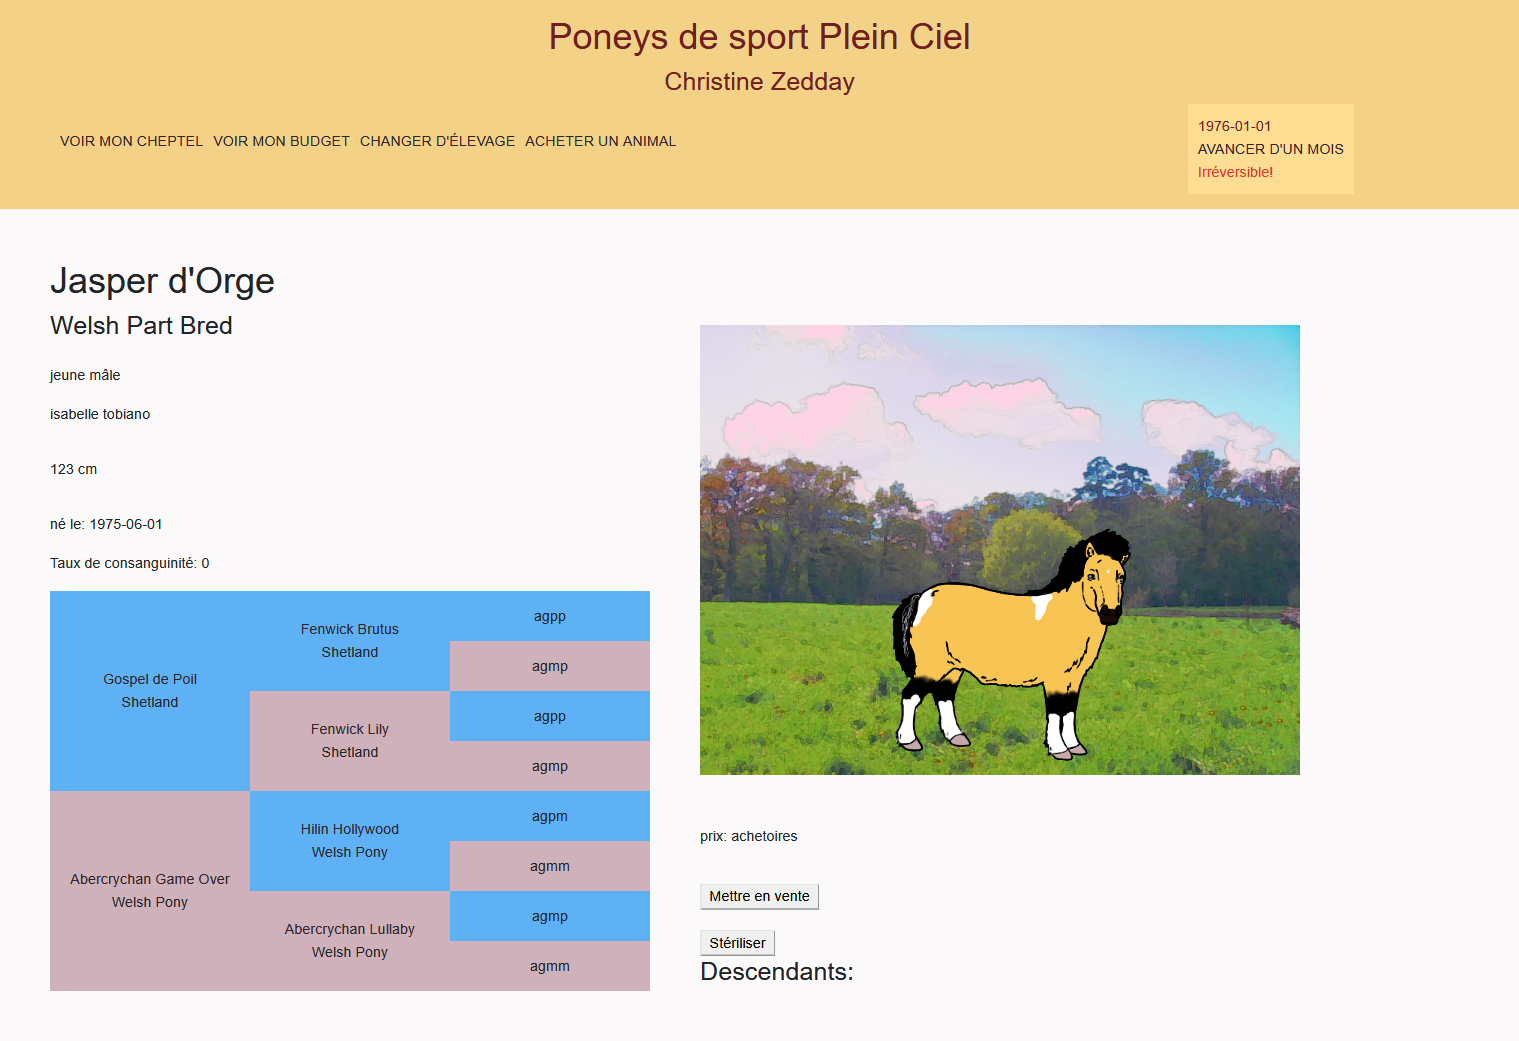 Poneys de sport Plein Ciel
Christine Zedday
VOIR MON CHEPTEL VOIR MON BUDGET CHANGER D'ÉLEVAGE ACHETER UN ANIMAL
1976-01-01
AVANCER D'UN MOIS
Irréversible!
Jasper d'Orge
Welsh Part Bred
jeune mâle
isabelle tobiano
123 cm
né le: 1975-06-01
Taux de consanguinité: 0
Gospel de Poil
Shetland
Fenwick Brutus
Shetland
agpp
agmp
Fenwick Lily
Shetland
agpp
agmp
Abercrychan Game Over
Welsh Pony
Hilin Hollywood
Welsh Pony
agpm
agmm
Abercrychan Lullaby
Welsh Pony
agmp
agmm
prix: achetoires
Mettre en vente
Stériliser
Descendants: